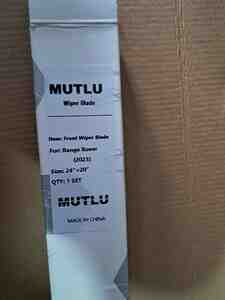 MUTLU
Wiper Blade
Item: Front Wiper Blade
For: Range Rover
(2023)
Size: 24"+20"
QTY: 1 SET
MUTLU
MADE IN CHINA